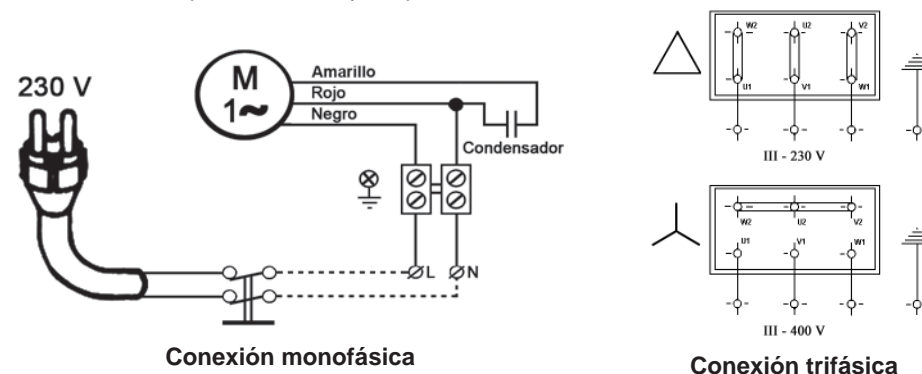 230 V
M
1~
Amarillo
Rojo
Negro
Condensador
L
N
Conexión monofásica
W2 U2 V2
U1 V1 W1
III - 230 V
W2 U2 V2
U1 V1 W1
III - 400 V
Conexión trifásica